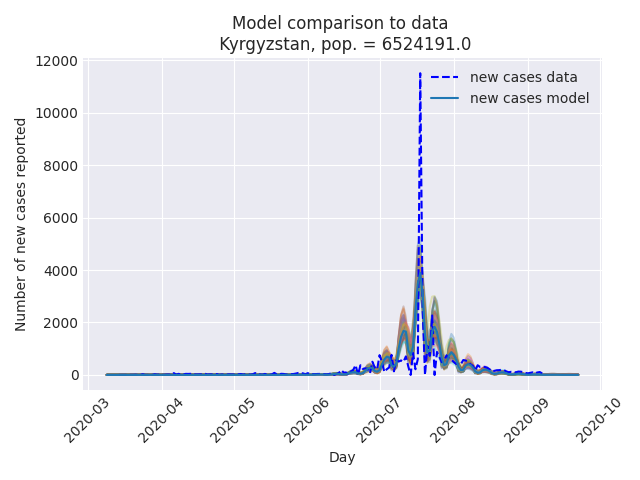 Model comparison to data
Kyrgyzstan, pop. = 6524191.0
12000
10000
8000
6000
4000
2000
0
Number of new cases reported
new cases data
new cases model
2020-03
2020-04
2020-05
2020-06
2020-07
2020-08
2020-09
2020-10
Day